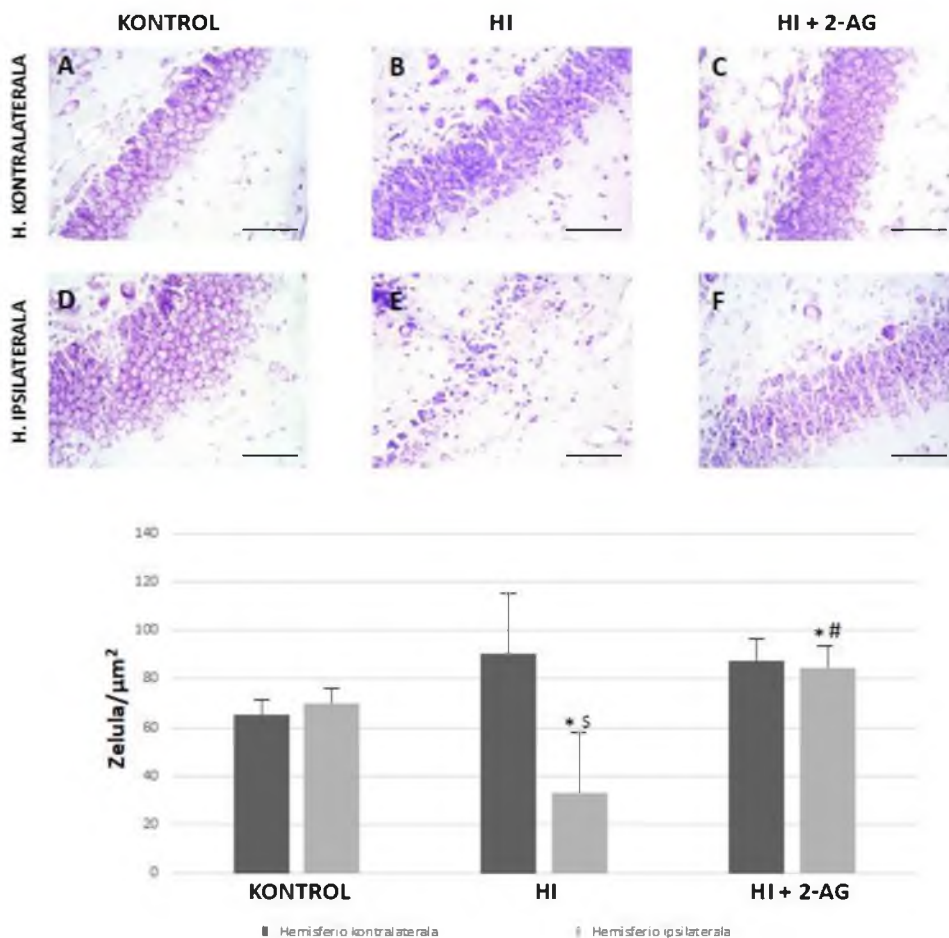 KONTROL HI HI + 2-AG
H. KONTRALATERALA
A B C
H. IPSILATERALA
D E F
Zelula/μm²
140
120
100
80
60
40
20
0
* $
* #
KONTROL HI HI + 2-AG
Hemisferio kontralaterala Hemisferio ipsilaterala